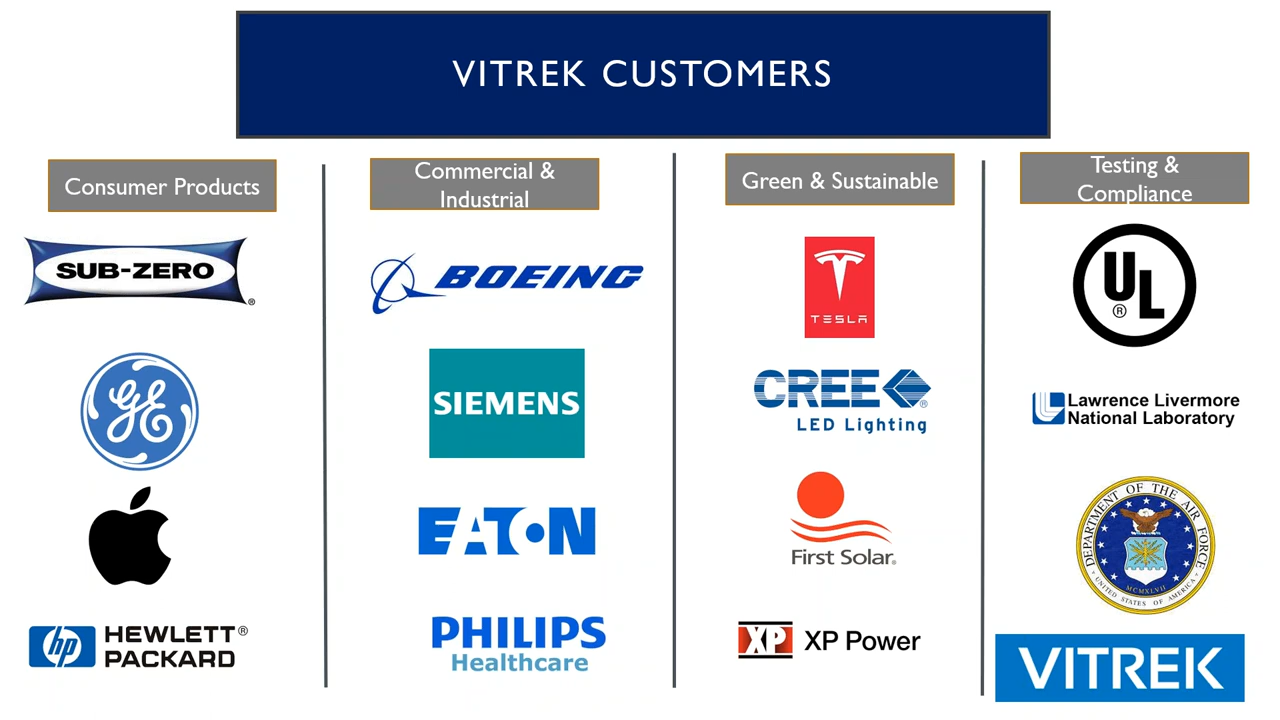 VITREK CUSTOMERS
Consumer Products
SUB-ZERO®
GE
hp HEWLETT®
PACKARD
Commercial &
Industrial
BOEING
SIEMENS
EATON
PHILIPS
Healthcare
Green & Sustainable
TESLA
CREE®
LED Lighting
First Solar®
XP XP Power
Testing &
Compliance
UL®
Lawrence Livermore
National Laboratory
DEPARTMENT OF THE AIR FORCE
MCMXLVII
UNITED STATES OF AMERICA
VITREK